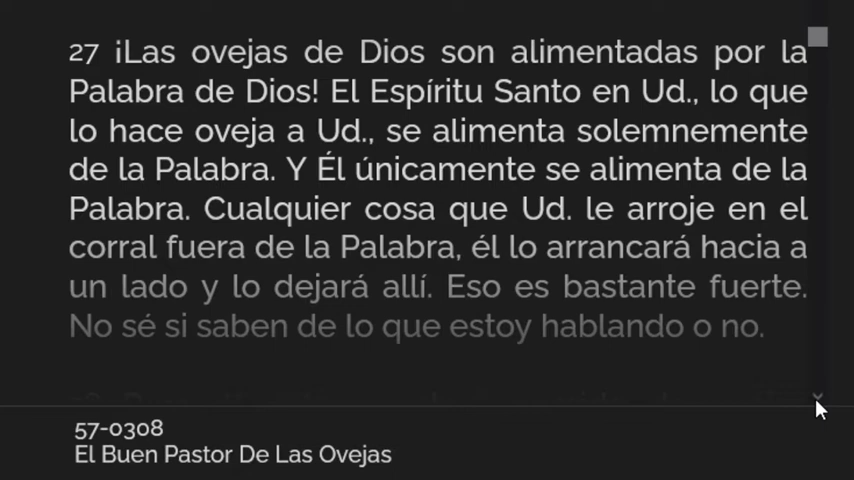 27 ¡Las ovejas de Dios son alimentadas por la
Palabra de Dios! El Espíritu Santo en Ud., lo que
lo hace oveja a Ud., se alimenta solemnemente
de la Palabra. Y Él únicamente se alimenta de la
Palabra. Cualquier cosa que Ud. le arroje en el
corral fuera de la Palabra, él lo arrancará hacia a
un lado y lo dejará allí. Eso es bastante fuerte.
No sé si saben de lo que estoy hablando o no.
57-0308
El Buen Pastor De Las Ovejas